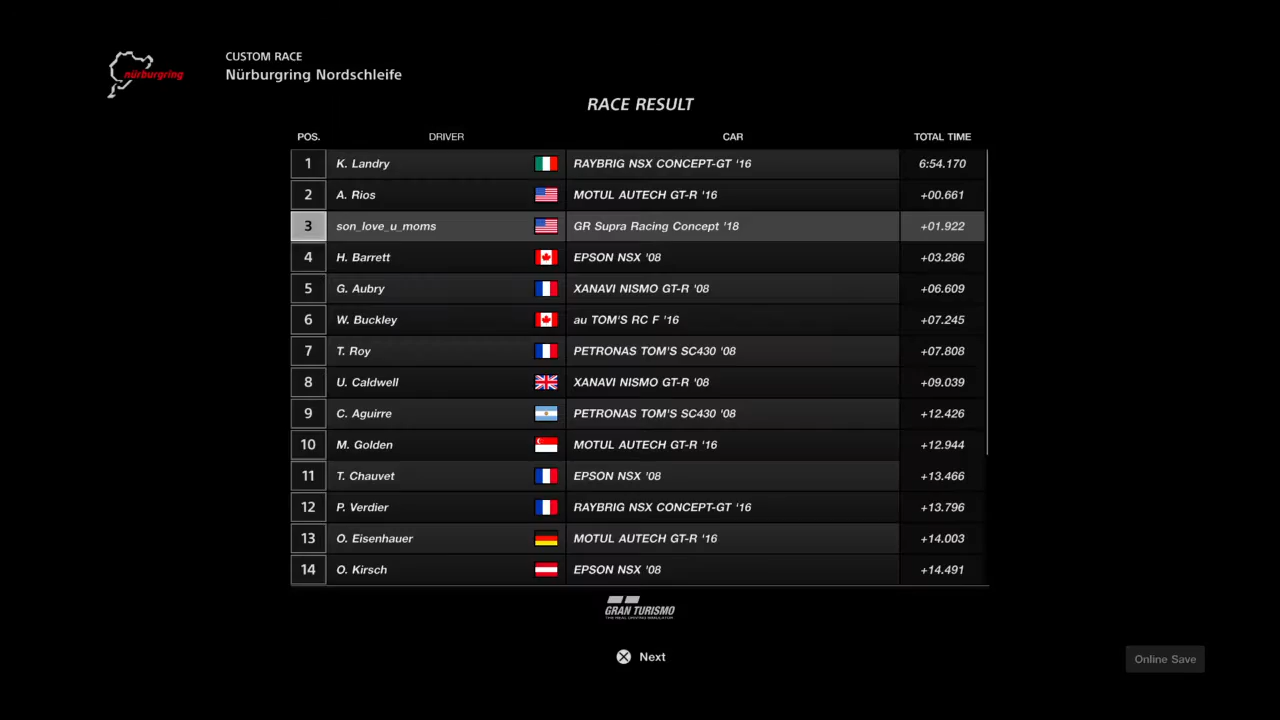 CUSTOM RACE
nürburgring
Nürburgring Nordschleife
RACE RESULT
POS. DRIVER CAR TOTAL TIME
1 K. Landry RAYBRIG NSX CONCEPT-GT '16 6:54.170
2 A. Rios MOTUL AUTECH GT-R '16 +00.661
3 son_love_u_moms GR Supra Racing Concept '18 +01.922
4 H. Barrett EPSON NSX '08 +03.286
5 G. Aubry XANAVI NISMO GT-R '08 +06.609
6 W. Buckley au TOM'S RC F '16 +07.245
7 T. Roy PETRONAS TOM'S SC430 '08 +07.808
8 U. Caldwell XANAVI NISMO GT-R '08 +09.039
9 C. Aguirre PETRONAS TOM'S SC430 '08 +12.426
10 M. Golden MOTUL AUTECH GT-R '16 +12.944
11 T. Chauvet EPSON NSX '08 +13.466
12 P. Verdier RAYBRIG NSX CONCEPT-GT '16 +13.796
13 O. Eisenhauer MOTUL AUTECH GT-R '16 +14.003
14 O. Kirsch EPSON NSX '08 +14.491
GRAN TURISMO
THE REAL DRIVING SIMULATOR
Next
Online Save